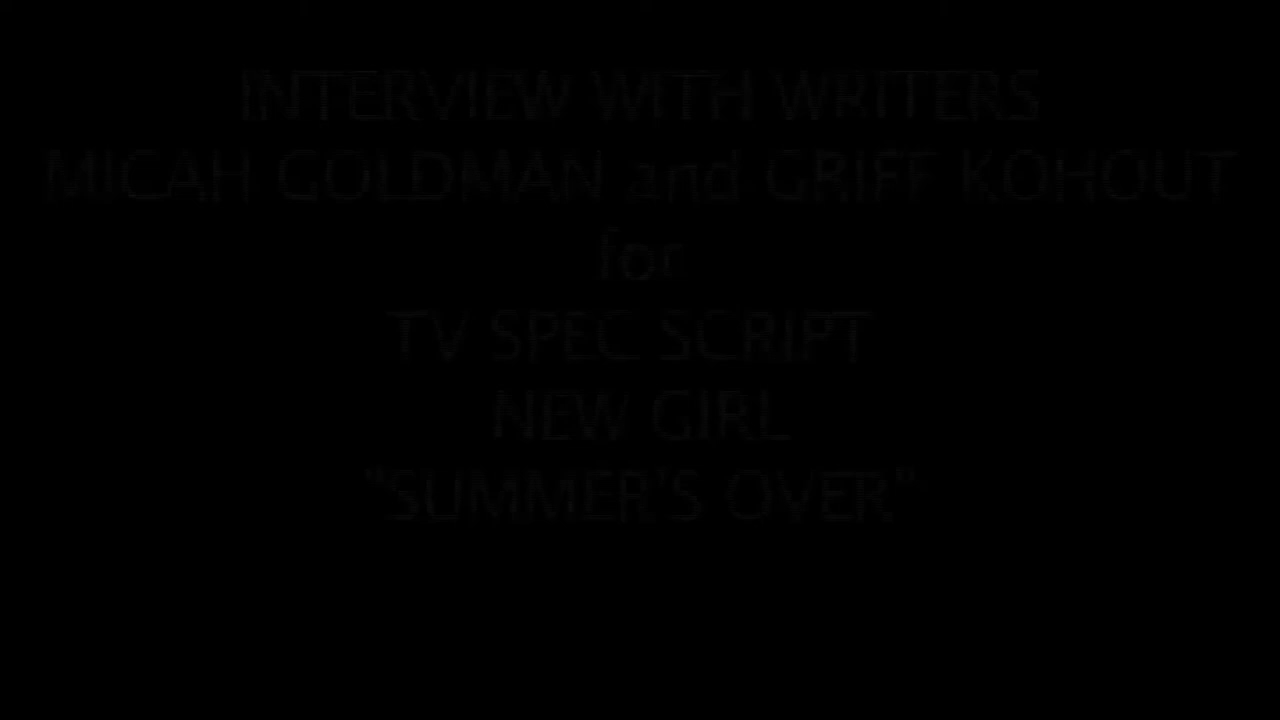 INTERVIEW WITH WRITERS
MICAH GOLDMAN and GRIFF KOHOUT
for
TV SPEC SCRIPT
NEW GIRL
"SUMMER'S OVER"